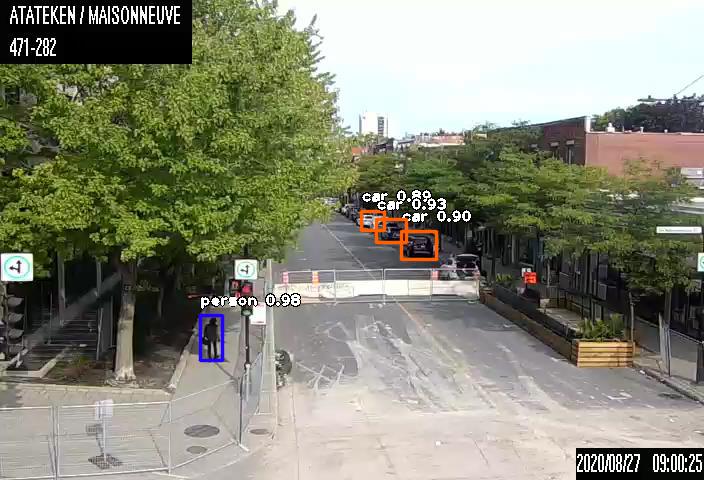 ATATEKEN / MAISONNEUVE
471-282
car 0.89
car 0.93
car 0.90
person 0.98
2020/08/27 09:00:25